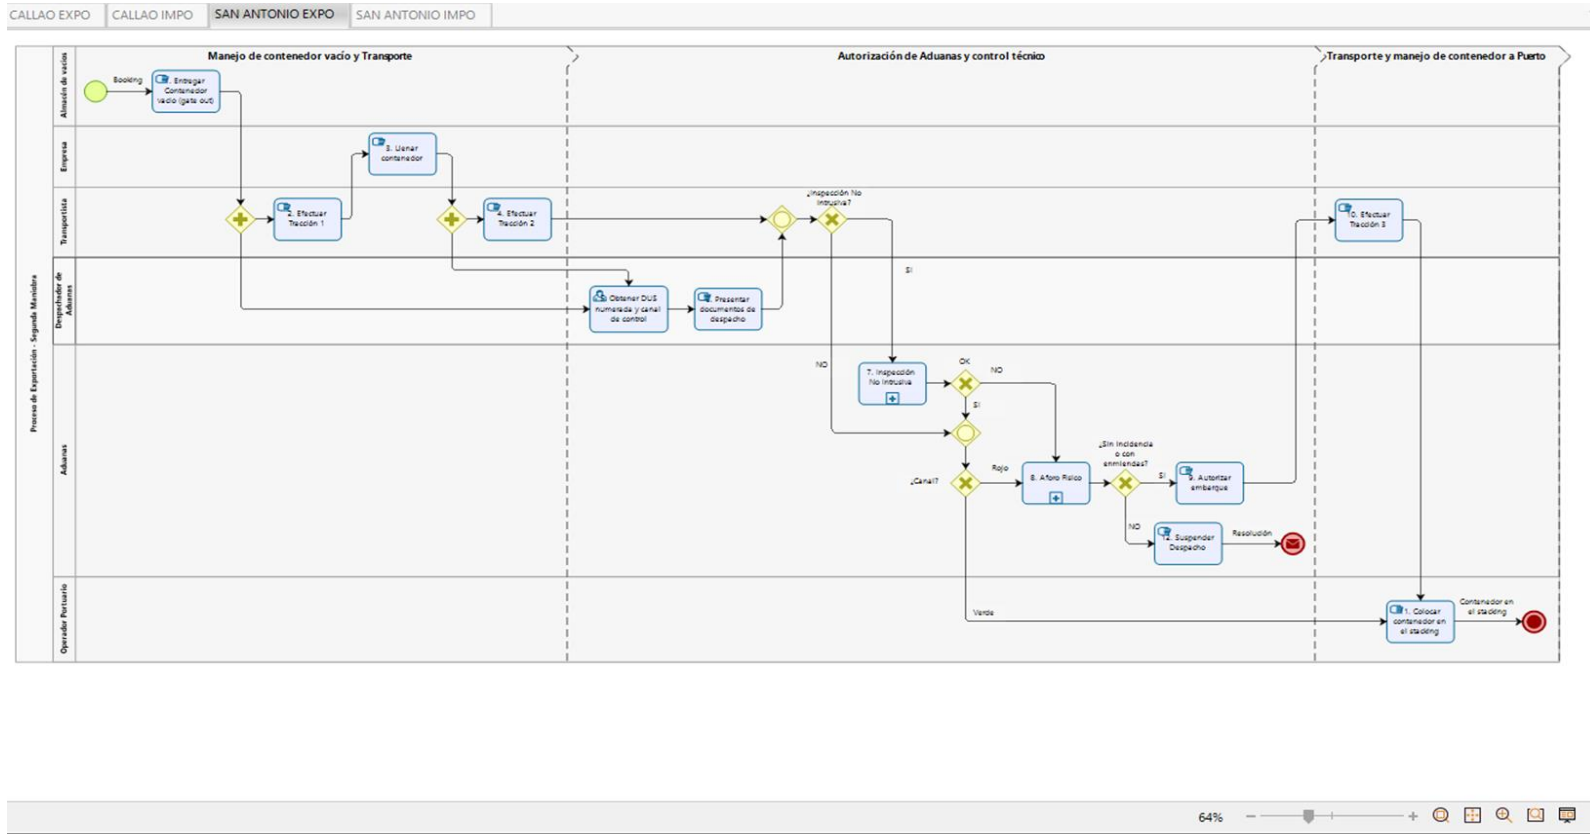 CALLAO EXPO
CALLAO IMPO
SAN ANTONIO EXPO
SAN ANTONIO IMPO
Proceso de Exportación - Segunda Maniobra
Manejo de contenedor vacío y Transporte
Autorización de Aduanas y control técnico
Transporte y manejo de contenedor a Puerto
Almacén de vacíos
Booking
. Entregar
Contenedor
vacío (gate out)
Empresa
3. Llenar
contenedor
Transportista
2. Efectuar
Tracción 1
4. Efectuar
Tracción 2
¿Inspección No
Intrusiva?
SI
NO
10. Efectuar
Tracción 3
Despachador de
Aduanas
Obtener DUS
numerada y canal
de control
. Presentar
documentos de
despacho
Aduanas
7. Inspección
No Intrusiva
OK
NO
SI
¿Canal?
Rojo
8. Aforo Físico
¿Sin incidencia
o con
enmiendas?
SI
9. Autorizar
embarque
NO
12. Suspender
Despacho
Resolución
Operador Portuario
Verde
1. Colocar
contenedor en
el stacking
Contenedor en
el stacking
64%